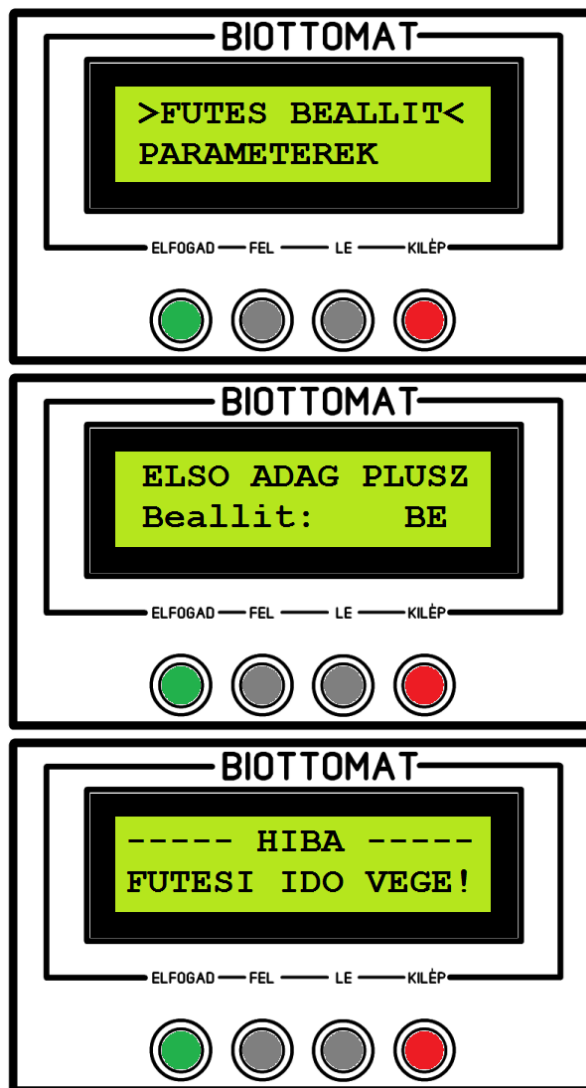 BIOTTOMAT
>FUTES BEALLIT<
PARAMETEREK
ELFOGAD FEL LE KILÉP
BIOTTOMAT
ELSO ADAG PLUSZ
Beallit: BE
ELFOGAD FEL LE KILÉP
BIOTTOMAT
----- HIBA -----
FUTESI IDO VEGE!
ELFOGAD FEL LE KILÉP